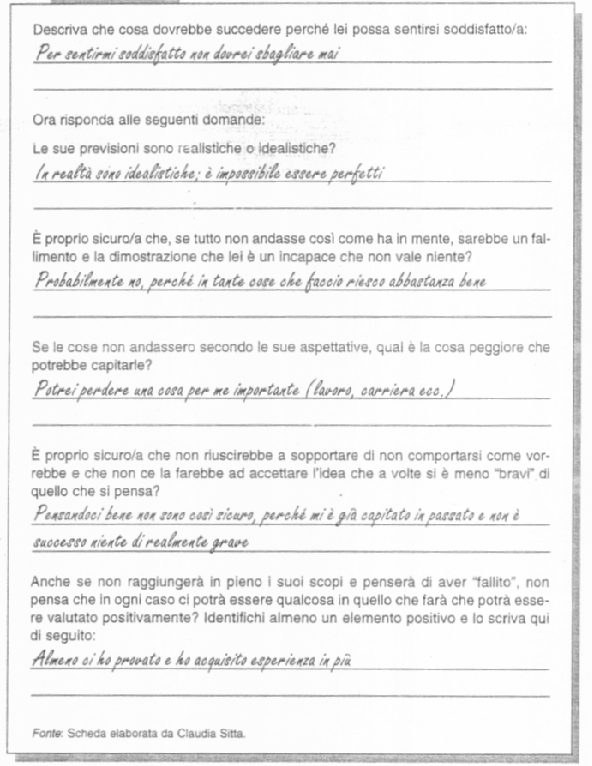 Descriva che cosa dovrebbe succedere perché lei possa sentirsi soddisfatto/a:
Per sentirmi soddisfatto non dovrei sbagliare mai
Ora risponda alle seguenti domande:
Le sue previsioni sono realistiche o idealistiche?
In realtà sono idealistiche; è impossibile essere perfetti
È proprio sicuro/a che, se tutto non andasse così come ha in mente, sarebbe un fal-
limento e la dimostrazione che lei è un incapace che non vale niente?
Probabilmente no, perché in tante cose che faccio riesco abbastanza bene
Se le cose non andassero secondo le sue aspettative, qual è la cosa peggiore che
potrebbe capitarle?
Potrei perdere una cosa per me importante (lavoro, carriera ecc.)
È proprio sicuro/a che non riuscirebbe a sopportare di non comportarsi come vor-
rebbe e che non ce la farebbe ad accettare l'idea che a volte si è meno "bravi" di
quello che si pensa?
Pensandoci bene non sono così sicuro, perché mi è già capitato in passato e non è
successo niente di realmente grave
Anche se non raggiungerà in pieno i suoi scopi e penserà di aver "fallito", non
pensa che in ogni caso ci potrà essere qualcosa in quello che farà che potrà esse-
re valutato positivamente? Identifichi almeno un elemento positivo e lo scriva qui
di seguito:
Almeno ci ho provato e ho acquisito esperienza in più
Fonte: Scheda elaborata da Claudia Sitta.